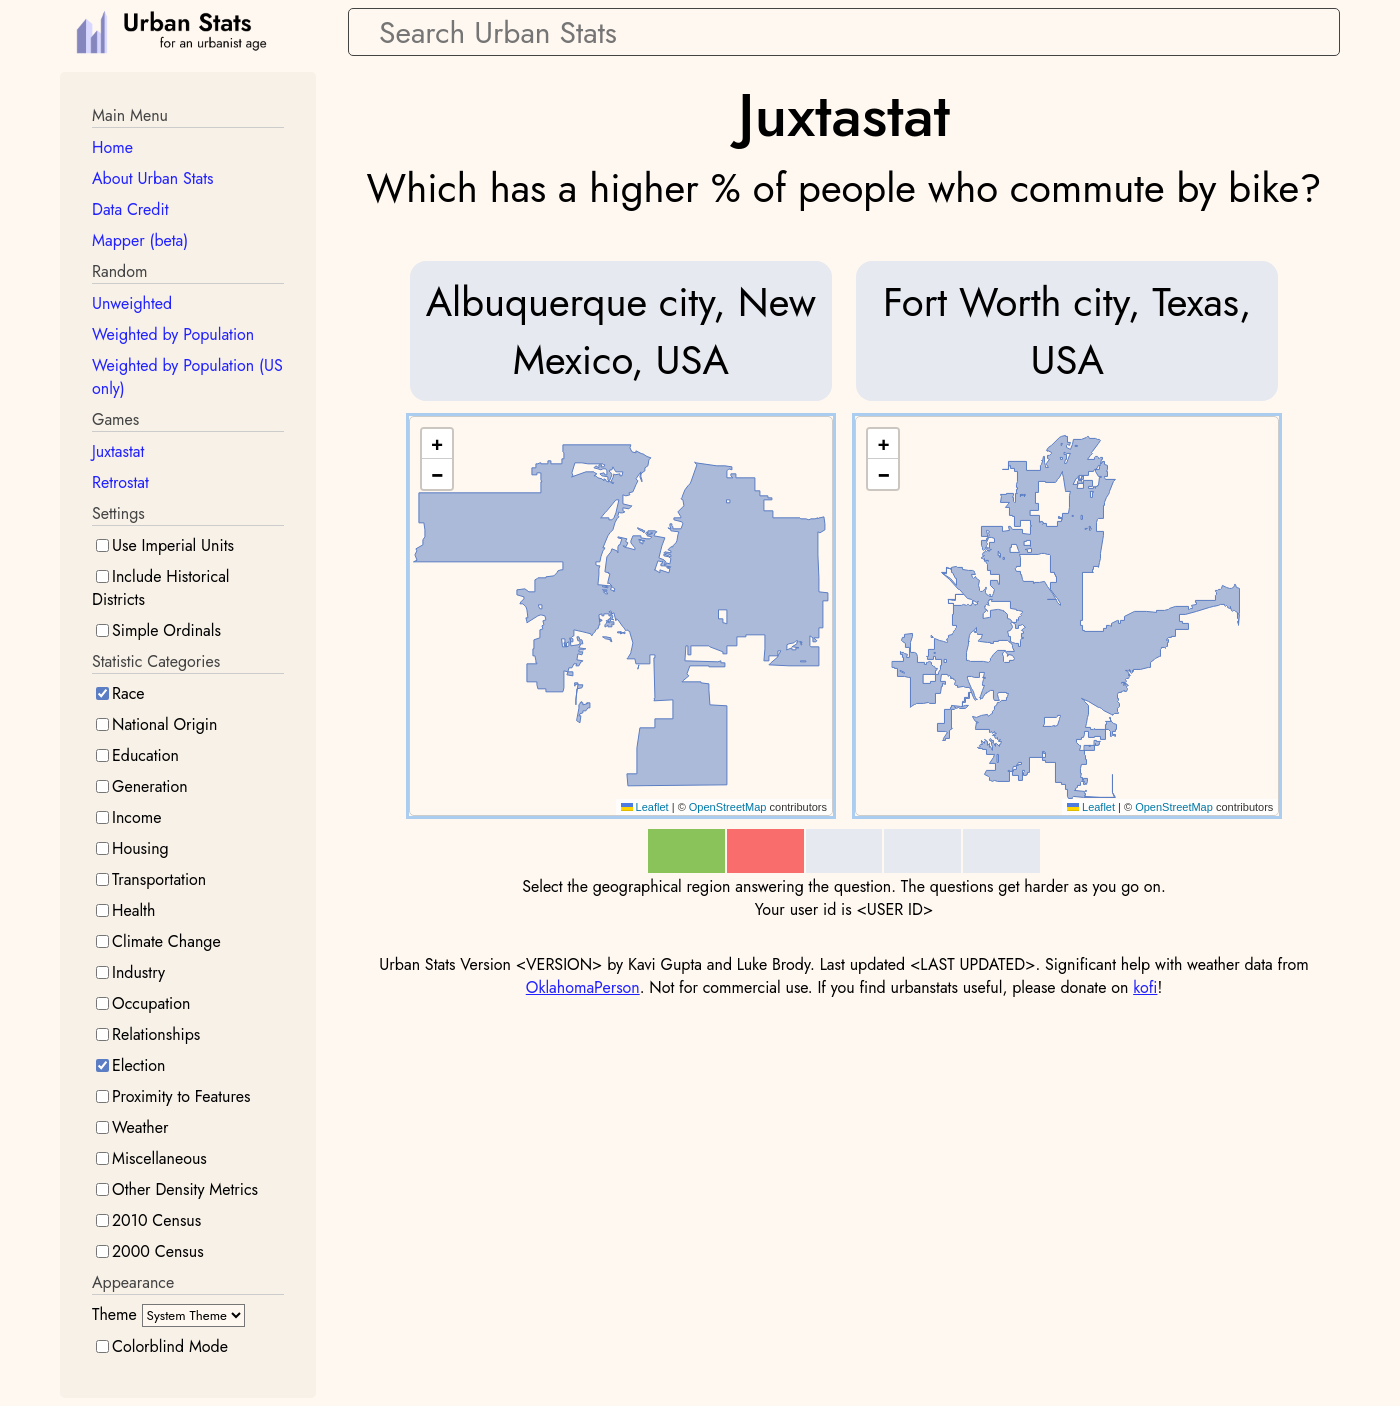 Urban Stats
for an urbanist age
Search Urban Stats
Main Menu
Home
About Urban Stats
Data Credit
Mapper (beta)
Random
Unweighted
Weighted by Population
Weighted by Population (US
only)
Games
Juxtastat
Retrostat
Settings
Use Imperial Units
Include Historical
Districts
Simple Ordinals
Statistic Categories
Race
National Origin
Education
Generation
Income
Housing
Transportation
Health
Climate Change
Industry
Occupation
Relationships
Election
Proximity to Features
Weather
Miscellaneous
Other Density Metrics
2010 Census
2000 Census
Appearance
Theme System Theme
Colorblind Mode
Juxtastat
Which has a higher % of people who commute by bike?
Albuquerque city, New
Mexico, USA
Fort Worth city, Texas,
USA
+
−
Leaflet | © OpenStreetMap contributors
+
−
Leaflet | © OpenStreetMap contributors
Select the geographical region answering the question. The questions get harder as you go on.
Your user id is <USER ID>
Urban Stats Version <VERSION> by Kavi Gupta and Luke Brody. Last updated <LAST UPDATED>. Significant help with weather data from
OklahomaPerson. Not for commercial use. If you find urbanstats useful, please donate on kofi!